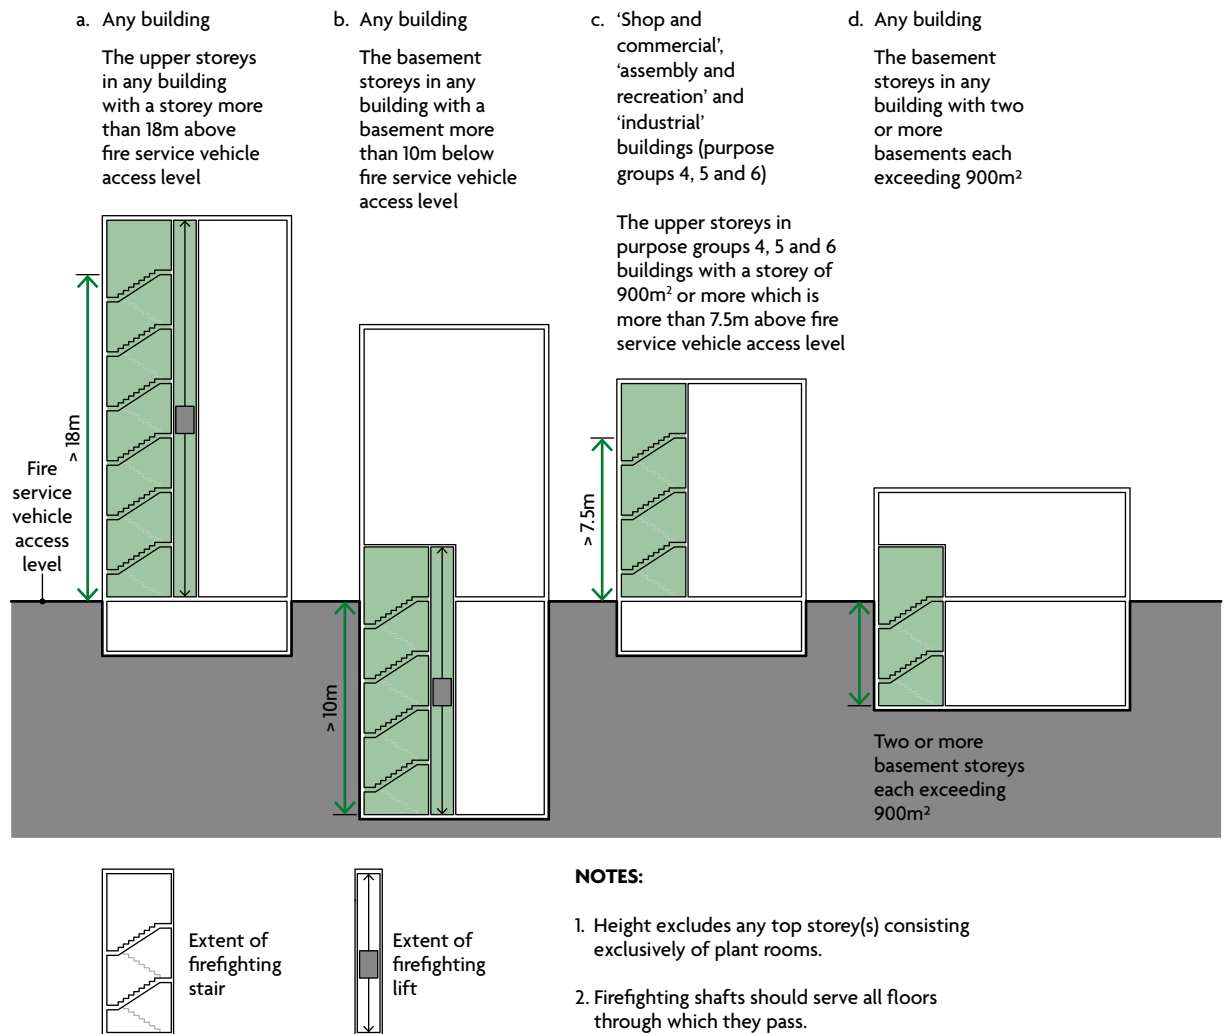 a. Any building
The upper storeys
in any building
with a storey more
than 18m above
fire service vehicle
access level
b. Any building
The basement
storeys in any
building with a
basement more
than 10m below
fire service vehicle
access level
c. ‘Shop and
commercial’,
‘assembly and
recreation’ and
‘industrial’
buildings (purpose
groups 4, 5 and 6)
The upper storeys in
purpose groups 4, 5 and 6
buildings with a storey of
900m² or more which is
more than 7.5m above fire
service vehicle access level
d. Any building
The basement
storeys in any
building with two
or more
basements each
exceeding 900m²
> 18m
Fire
service
vehicle
access
level
> 10m
> 7.5m
Two or more
basement storeys
each exceeding
900m²
Extent of
firefighting
stair
Extent of
firefighting
lift
NOTES:
1. Height excludes any top storey(s) consisting
exclusively of plant rooms.
2. Firefighting shafts should serve all floors
through which they pass.